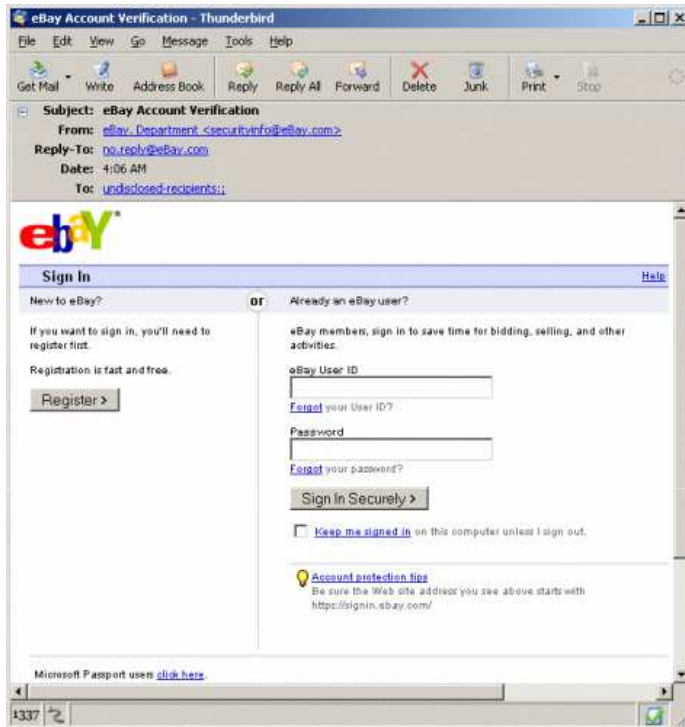 eBay Account Verification - Thunderbird
File Edit View Go Message Tools Help
Get Mail Write Address Book Reply Reply All Forward Delete Junk Print Stop
Subject: eBay Account Verification
From: eBay. Department <securityinfo@eBay.com>
Reply-To: no.reply@eBay.com
Date: 4:06 AM
To: undisclosed-recipients:;
ebaY
Sign In Help
New to eBay? or Already an eBay user?
If you want to sign in, you'll need to
register first.
Registration is fast and free.
Register >
eBay members, sign in to save time for bidding, selling, and other
activities.
eBay User ID
Forgot your User ID?
Password
Forgot your password?
Sign In Securely >
Keep me signed in on this computer unless I sign out.
Account protection tips
Be sure the Web site address you see above starts with
https://signin.ebay.com/
Microsoft Passport users click here.
1337